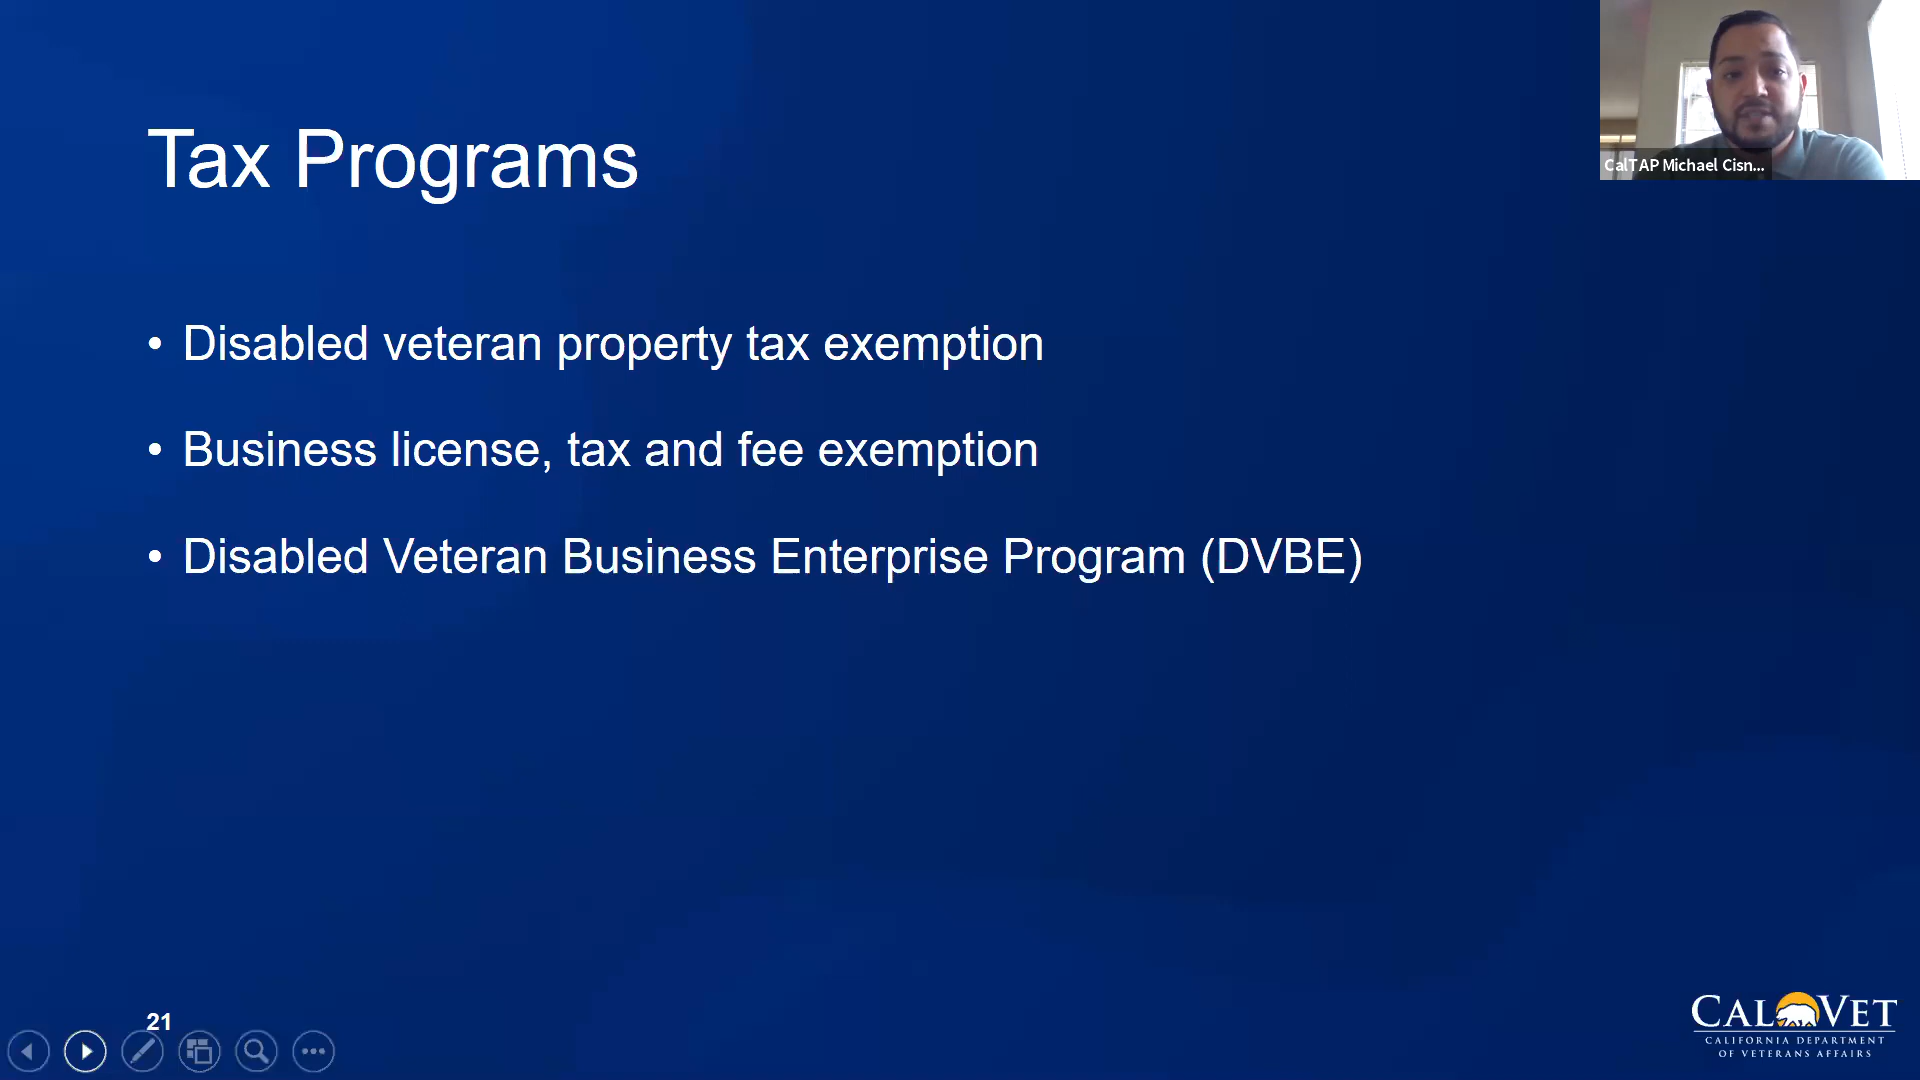 Tax Programs
CalTAP Michael Cisn...
• Disabled veteran property tax exemption
• Business license, tax and fee exemption
• Disabled Veteran Business Enterprise Program (DVBE)
21
CALVET
CALIFORNIA DEPARTMENT
OF VETERANS AFFAIRS